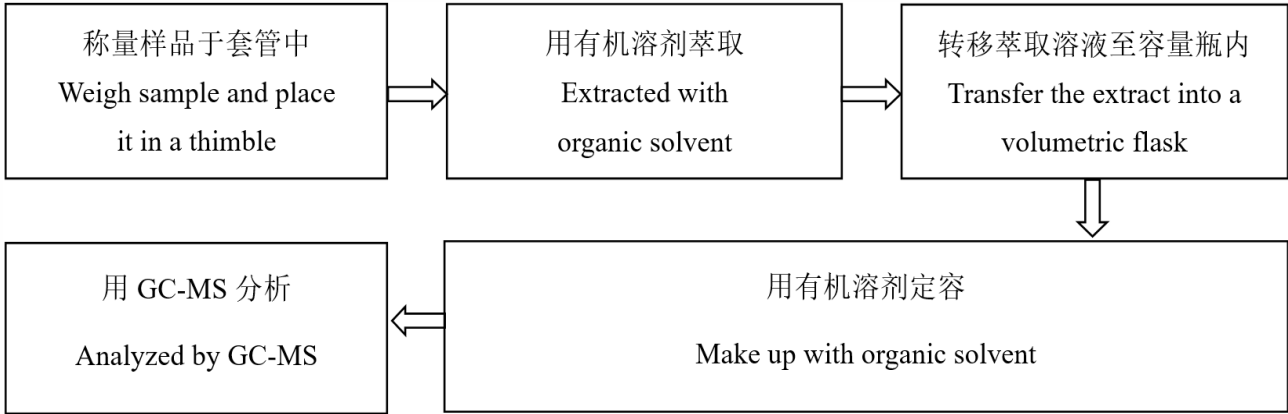 称量样品于套管中
Weigh sample and place
it in a thimble
用有机溶剂萃取
Extracted with
organic solvent
转移萃取溶液至容量瓶内
Transfer the extract into a
volumetric flask
用有机溶剂定容
Make up with organic solvent
用 GC-MS 分析
Analyzed by GC-MS